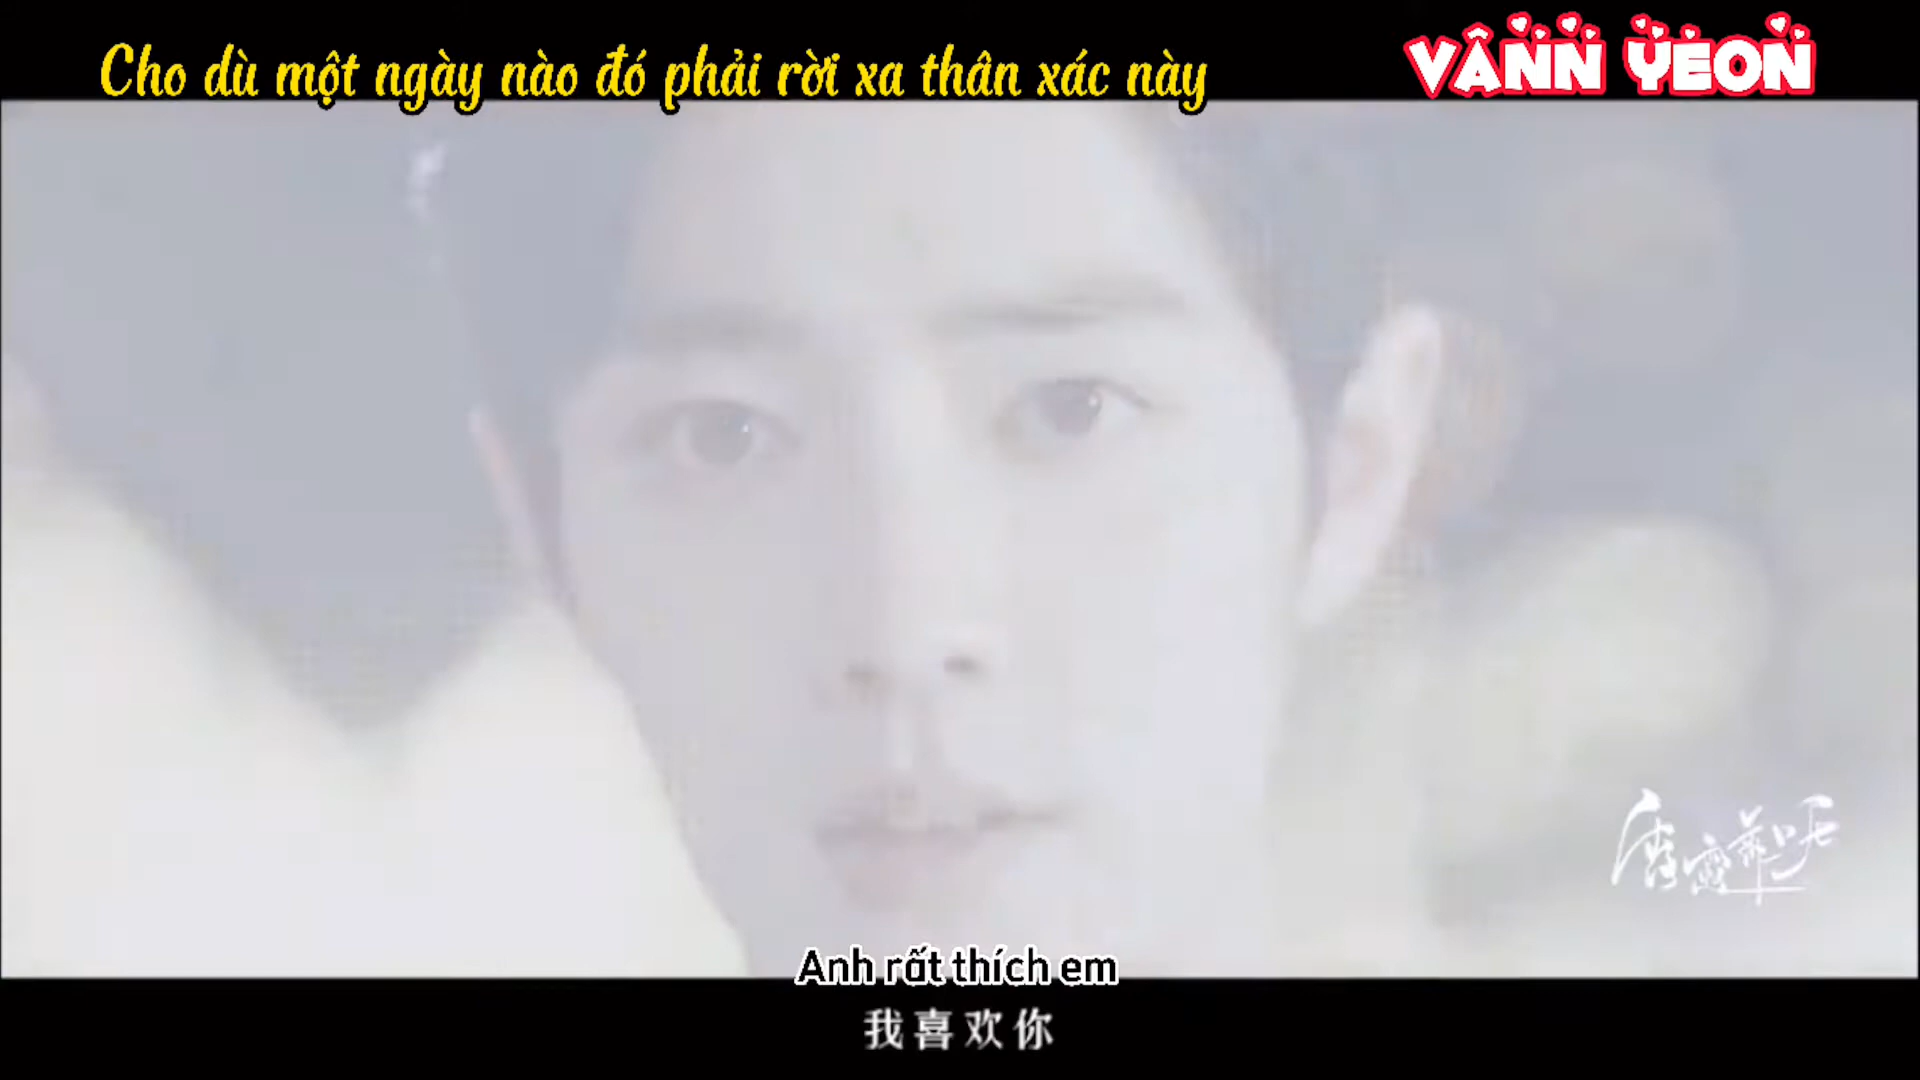 Cho dù một ngày nào đó phải rời xa thân xác này
VÂNN YEON
Anh rất thích em
我喜欢你